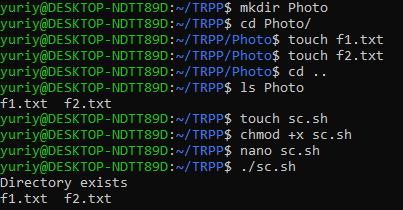 yuriy@DESKTOP-NDTT89D:~/TRPP$ mkdir Photo
yuriy@DESKTOP-NDTT89D:~/TRPP$ cd Photo/
yuriy@DESKTOP-NDTT89D:~/TRPP/Photo$ touch f1.txt
yuriy@DESKTOP-NDTT89D:~/TRPP/Photo$ touch f2.txt
yuriy@DESKTOP-NDTT89D:~/TRPP/Photo$ cd ..
yuriy@DESKTOP-NDTT89D:~/TRPP$ ls Photo
f1.txt  f2.txt
yuriy@DESKTOP-NDTT89D:~/TRPP$ touch sc.sh
yuriy@DESKTOP-NDTT89D:~/TRPP$ chmod +x sc.sh
yuriy@DESKTOP-NDTT89D:~/TRPP$ nano sc.sh
yuriy@DESKTOP-NDTT89D:~/TRPP$ ./sc.sh
Directory exists
f1.txt  f2.txt